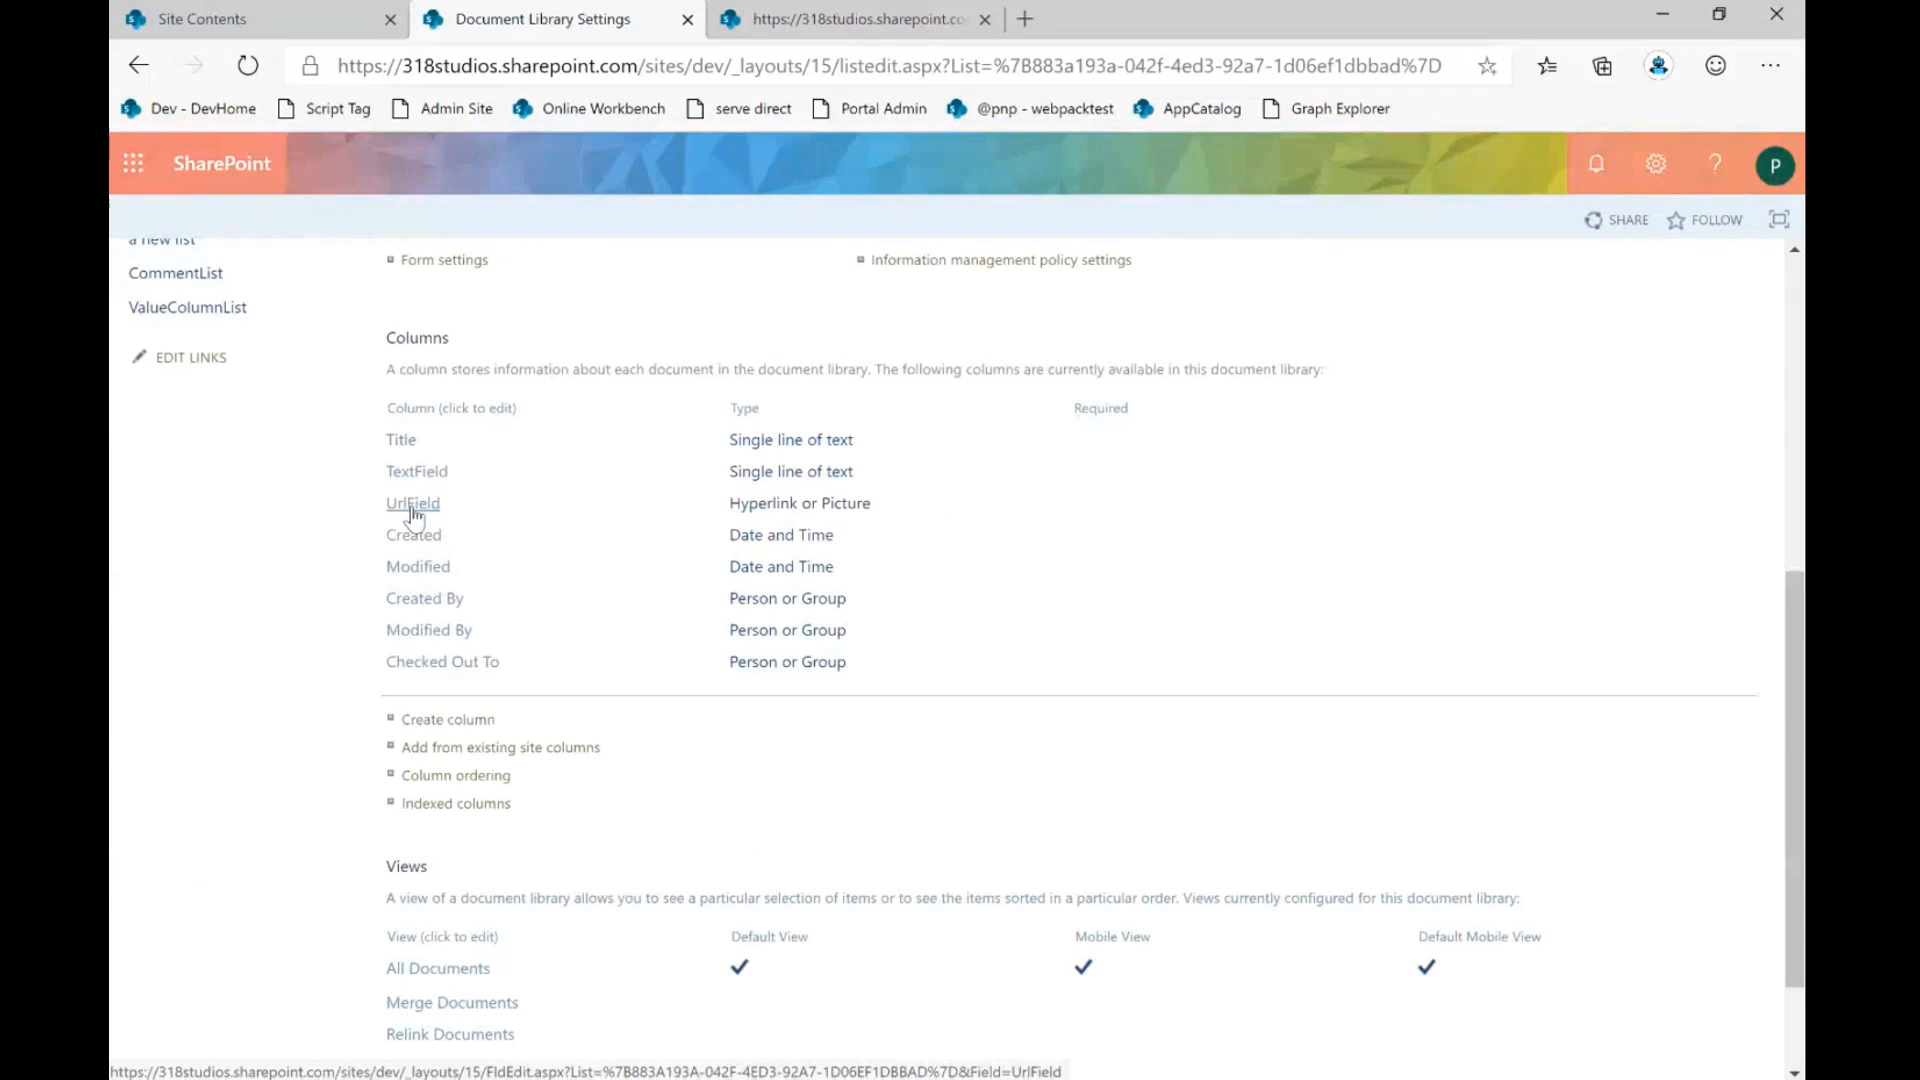 Site Contents
Document Library Settings
https://318studios.sharepoint.co
https://318studios.sharepoint.com/sites/dev/_layouts/15/listedit.aspx?List=%7B883a193a-042f-4ed3-92a7-1d06ef1dbbad%7D
Dev - DevHome Script Tag Admin Site Online Workbench serve direct Portal Admin @pnp - webpacktest AppCatalog Graph Explorer
SharePoint
P
SHARE FOLLOW
a new list
CommentList
ValueColumnList
EDIT LINKS
Form settings Information management policy settings
Columns
A column stores information about each document in the document library. The following columns are currently available in this document library:
Column (click to edit) Type Required
Title Single line of text
TextField Single line of text
UrlField Hyperlink or Picture
Created Date and Time
Modified Date and Time
Created By Person or Group
Modified By Person or Group
Checked Out To Person or Group
Create column
Add from existing site columns
Column ordering
Indexed columns
Views
A view of a document library allows you to see a particular selection of items or to see the items sorted in a particular order. Views currently configured for this document library:
View (click to edit) Default View Mobile View Default Mobile View
All Documents
Merge Documents
Relink Documents
https://318studios.sharepoint.com/sites/dev/_layouts/15/FldEdit.aspx?List=%7B883A193A-042F-4ED3-92A7-1D06EF1DBBAD%7D&Field=UrlField